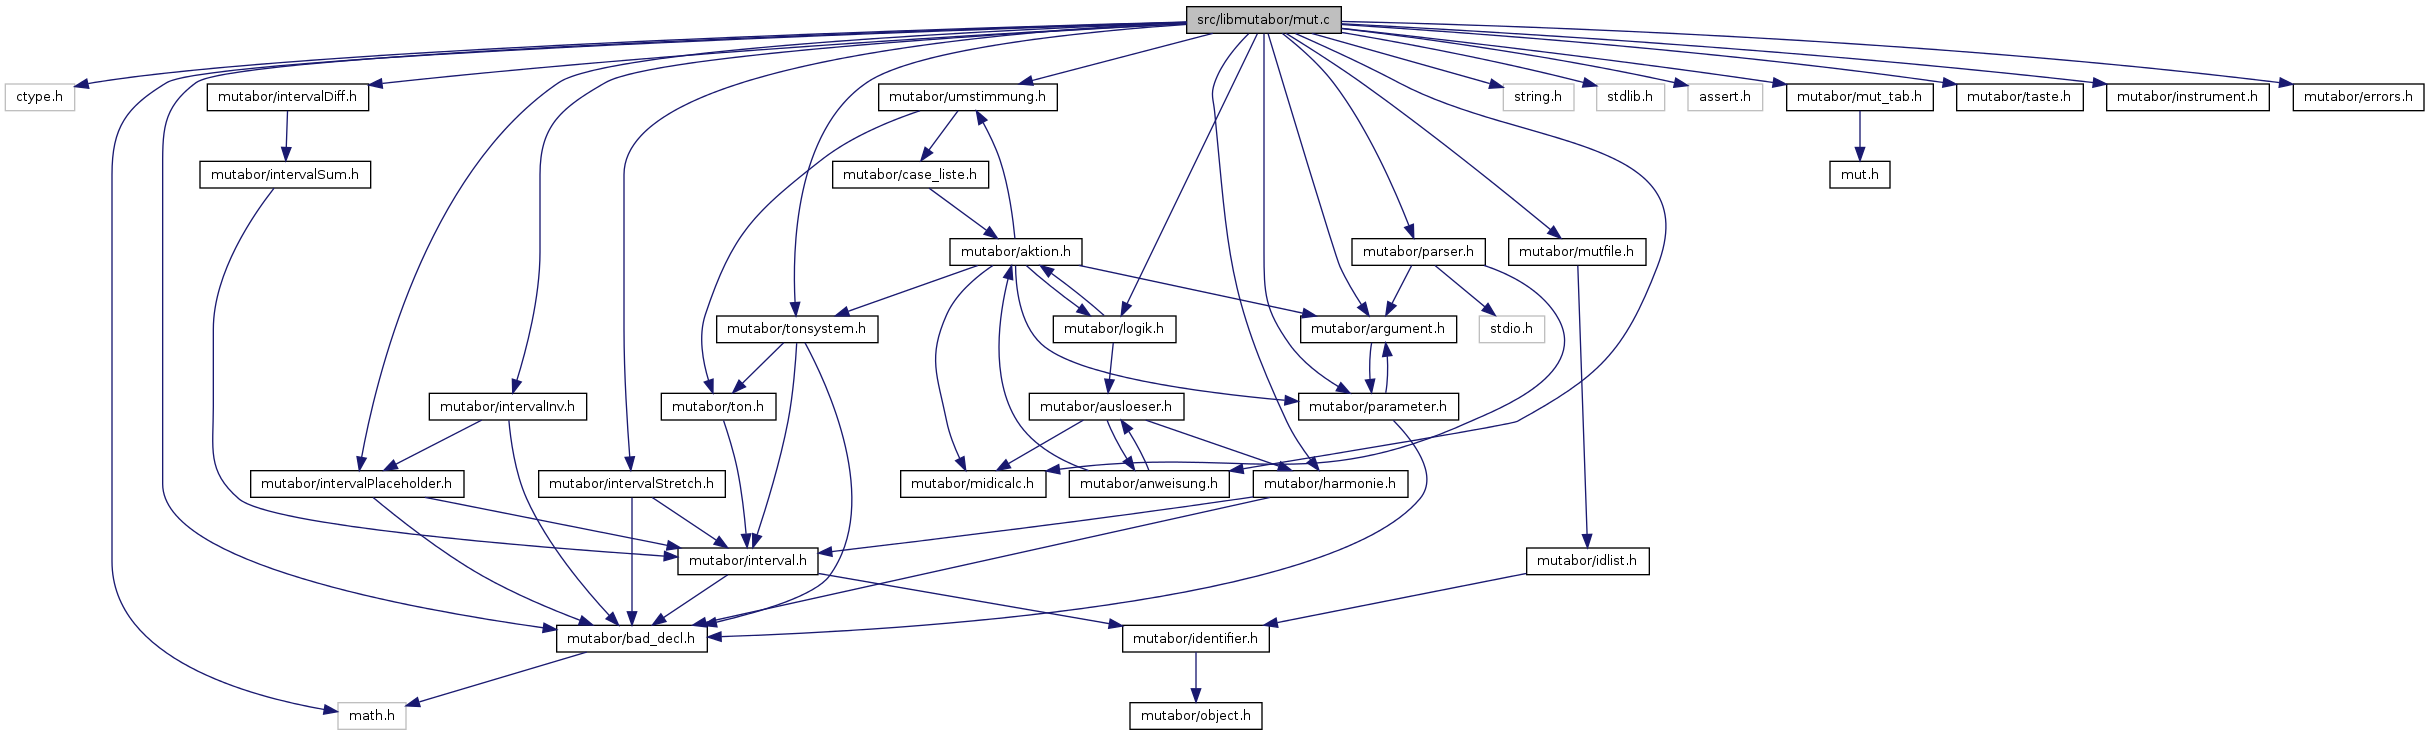 src/libmutabor/mut.c
ctype.h
mutabor/intervalDiff.h
mutabor/umstimmung.h
string.h
stdlib.h
assert.h
mutabor/mut_tab.h
mutabor/taste.h
mutabor/instrument.h
mutabor/errors.h
mutabor/intervalSum.h
mutabor/case_liste.h
mut.h
mutabor/aktion.h
mutabor/parser.h
mutabor/mutfile.h
mutabor/tonsystem.h
mutabor/logik.h
mutabor/argument.h
stdio.h
mutabor/intervalInv.h
mutabor/ton.h
mutabor/ausloeser.h
mutabor/parameter.h
mutabor/intervalPlaceholder.h
mutabor/intervalStretch.h
mutabor/midicalc.h
mutabor/anweisung.h
mutabor/harmonie.h
mutabor/interval.h
mutabor/idlist.h
mutabor/bad_decl.h
mutabor/identifier.h
math.h
mutabor/object.h